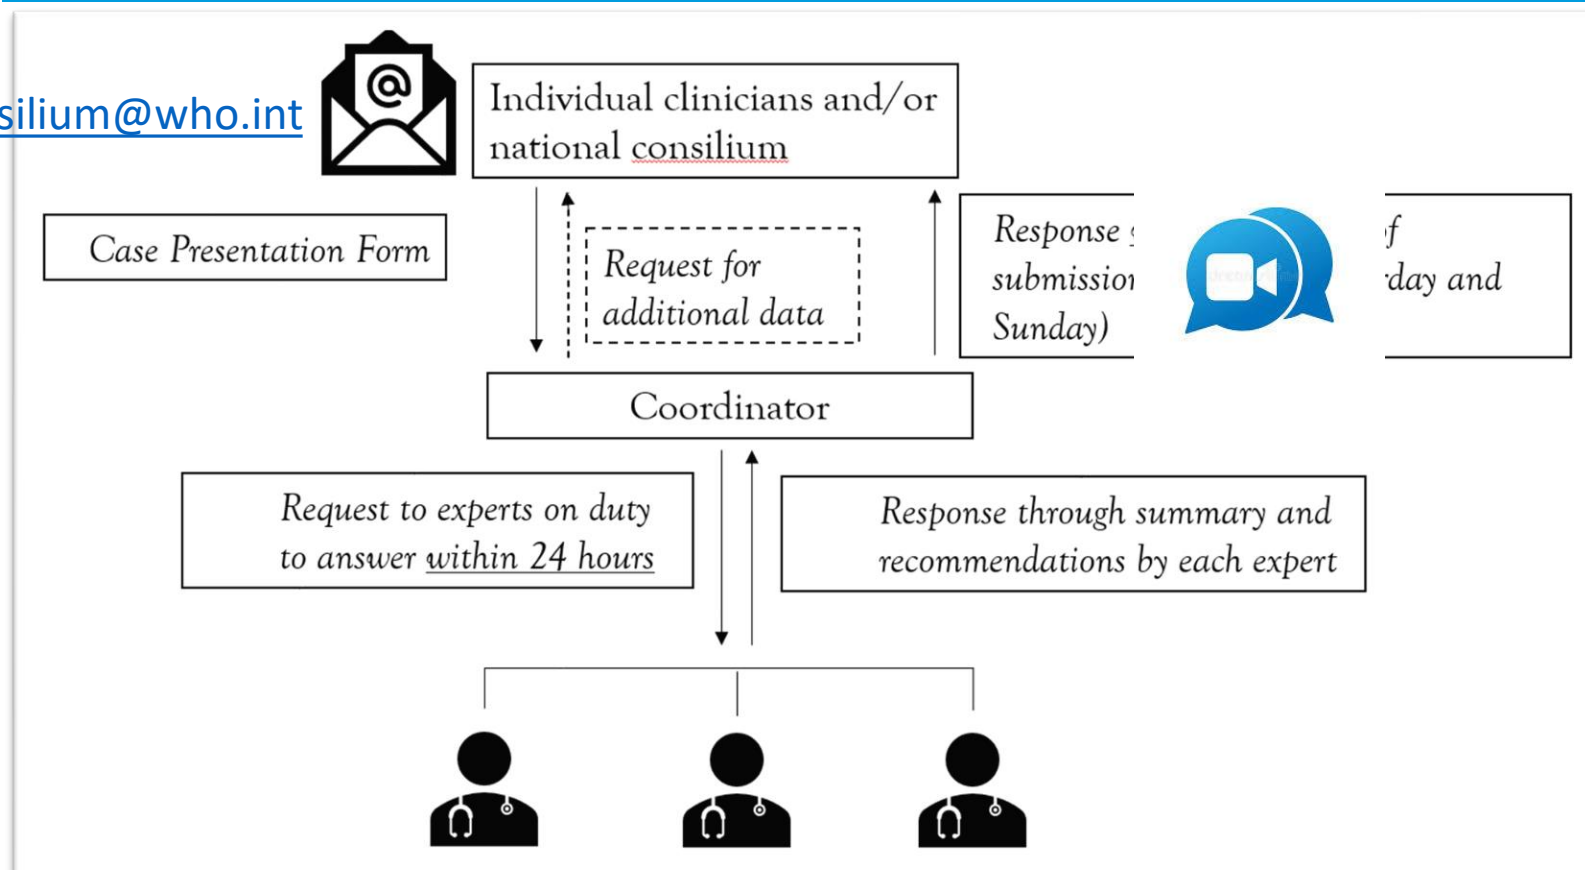 silium@who.int
@
Individual clinicians and/or
national consilium
Case Presentation Form
Request for
additional data
Response
submission
Sunday)
rday and
Coordinator
Request to experts on duty
to answer within 24 hours
Response through summary and
recommendations by each expert